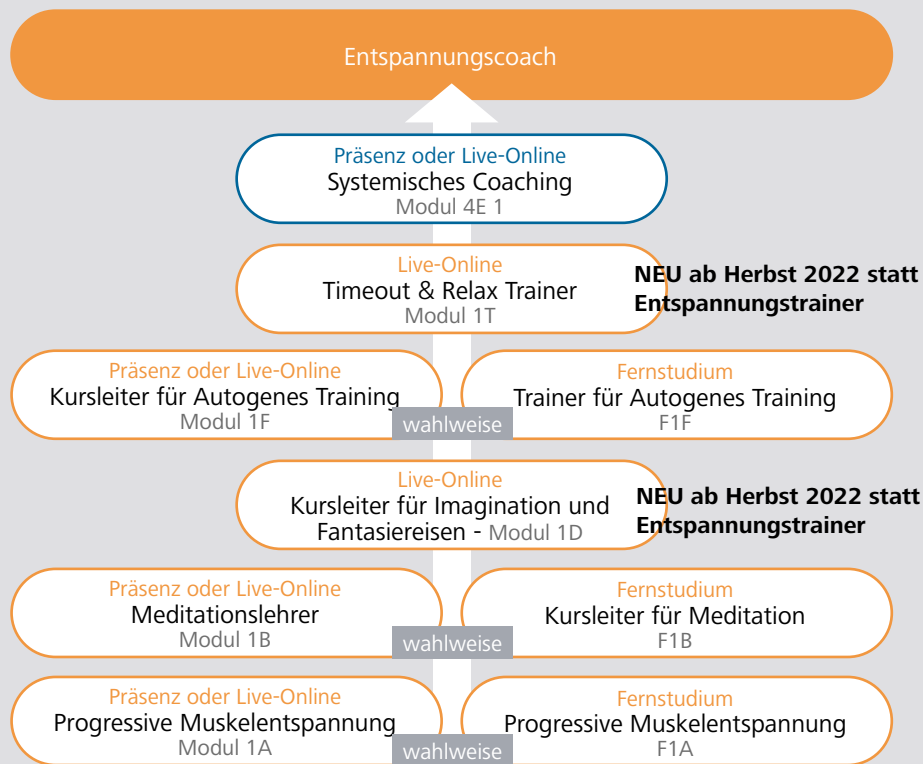 Entspannungscoach
Präsenz oder Live-Online
Systemisches Coaching
Modul 4E 1
Live-Online
Timeout & Relax Trainer
Modul 1T
NEU ab Herbst 2022 statt
Entspannungstrainer
Präsenz oder Live-Online
Kursleiter für Autogenes Training
Modul 1F
wahlweise
Fernstudium
Trainer für Autogenes Training
F1F
Live-Online
Kursleiter für Imagination und
Fantasiereisen - Modul 1D
NEU ab Herbst 2022 statt
Entspannungstrainer
Präsenz oder Live-Online
Meditationslehrer
Modul 1B
wahlweise
Fernstudium
Kursleiter für Meditation
F1B
Präsenz oder Live-Online
Progressive Muskelentspannung
Modul 1A
wahlweise
Fernstudium
Progressive Muskelentspannung
F1A